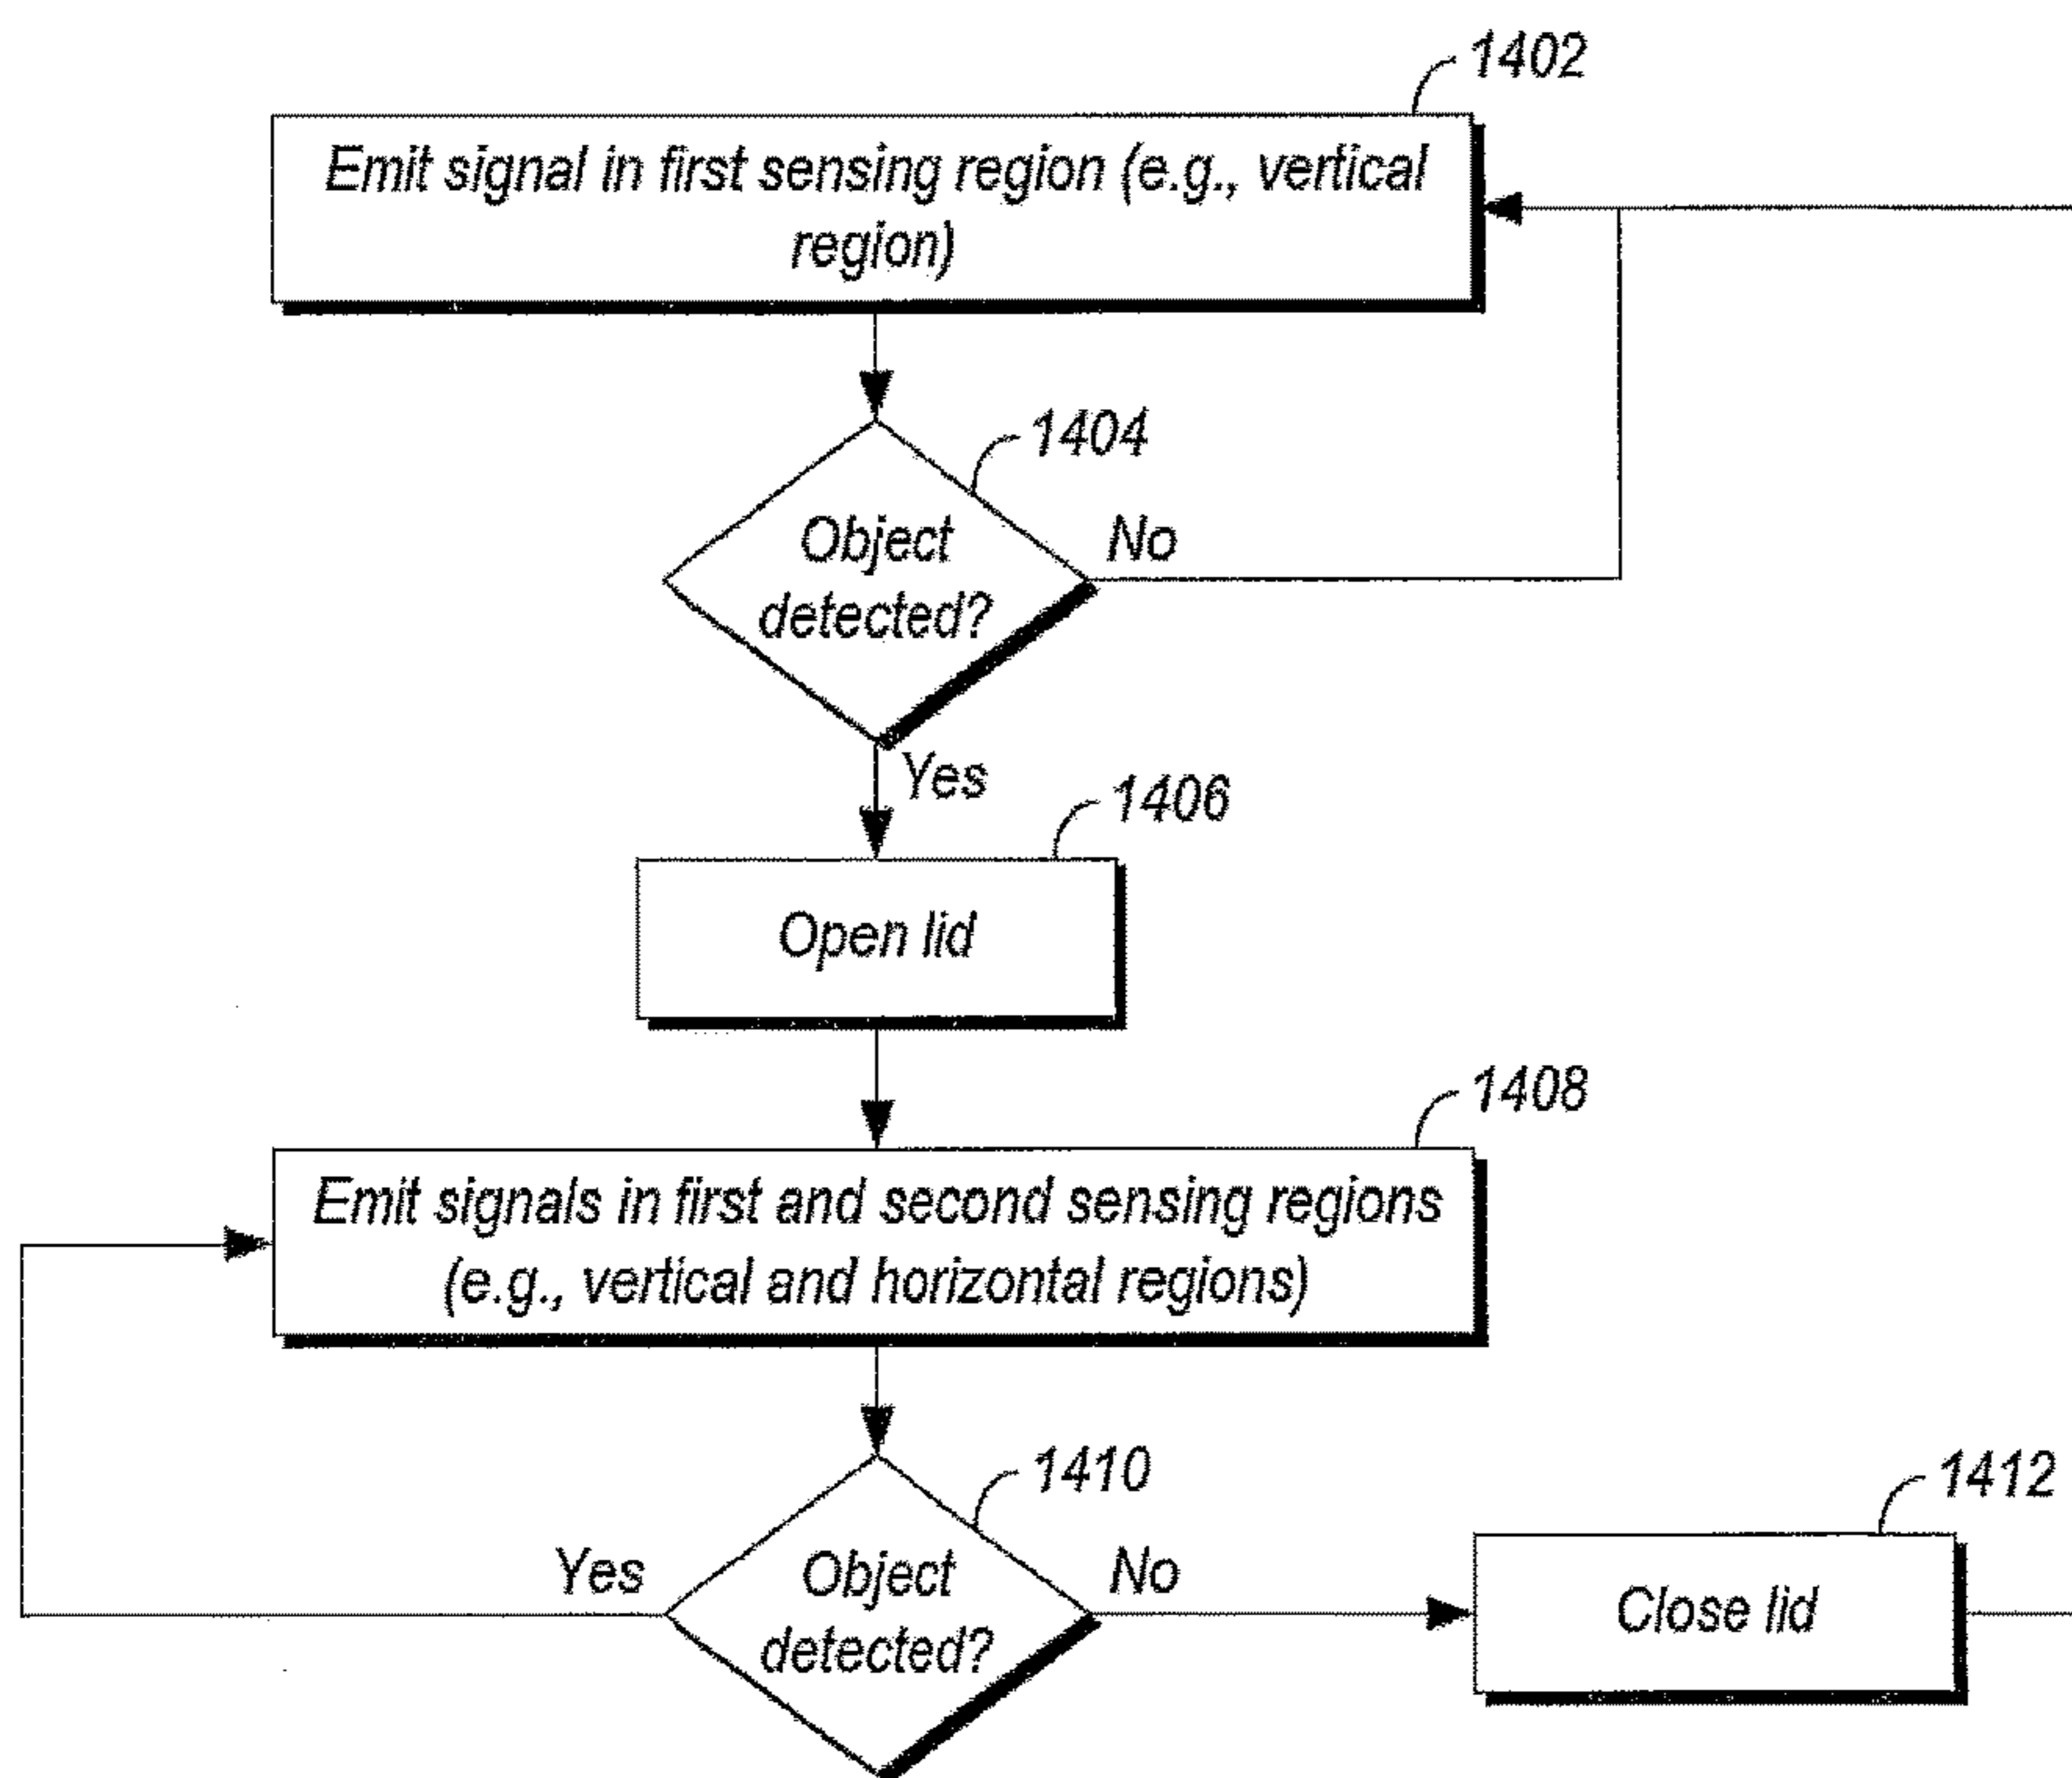 1402
Emit signal in first sensing region (e.g., vertical
region)
1404
Object
detected?
No
Yes
1406
Open lid
1408
Emit signals in first and second sensing regions
(e.g., vertical and horizontal regions)
1410
Yes
Object
detected?
No
1412
Close lid